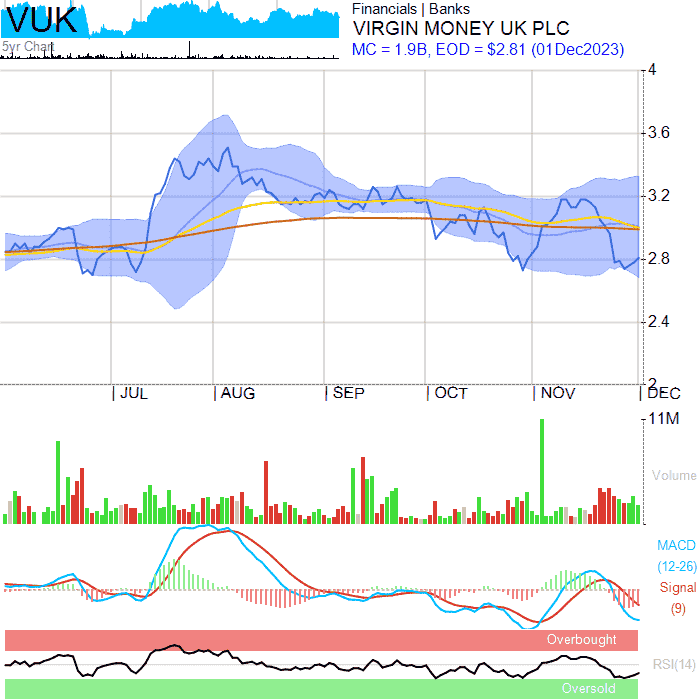 VUK
5yr Chart
Financials | Banks
VIRGIN MONEY UK PLC
MC = 1.9B, EOD = $2.81 (01Dec2023)
4
3.6
3.2
2.8
2.4
2
JUL AUG SEP OCT NOV DEC
11M
Volume
MACD
(12-26)
Signal
(9)
Overbought
RSI(14)
Oversold